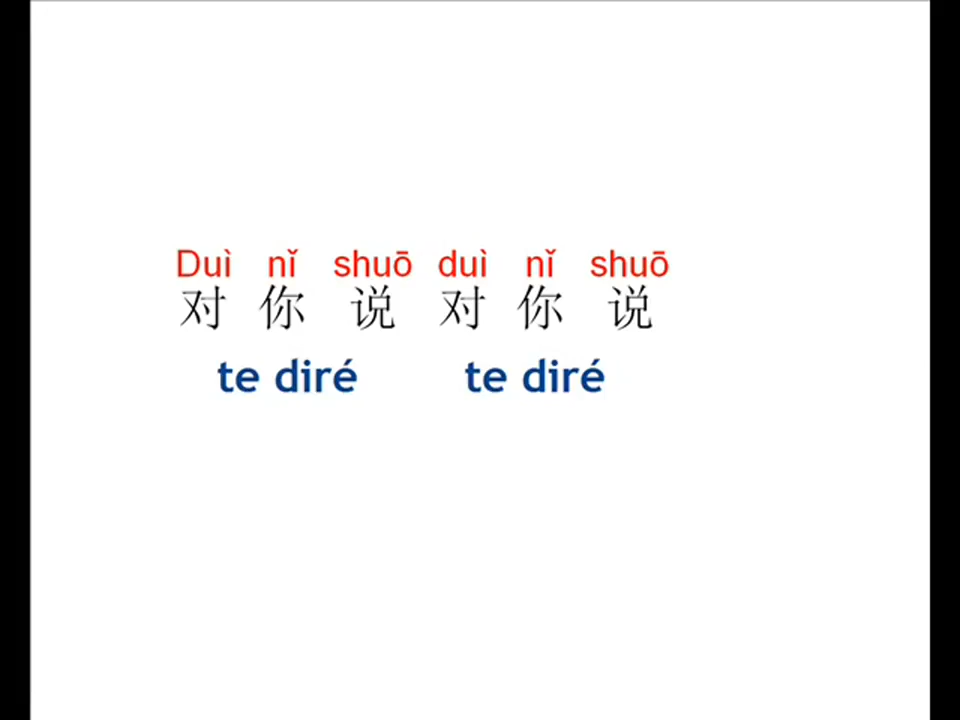 Duì nǐ shuō duì nǐ shuō
对 你 说 对 你 说
te diré te diré